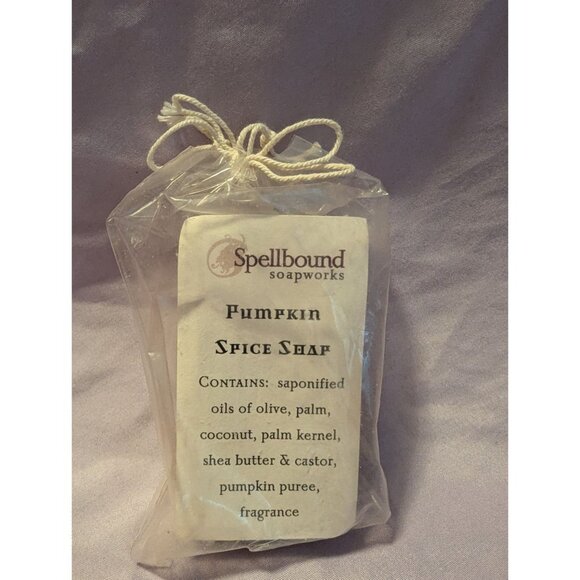 Spellbound
soapworks
Pumpkin
Spice Shap
Contains: saponified
oils of olive, palm,
coconut, palm kernel,
shea butter & castor,
pumpkin puree,
fragrance